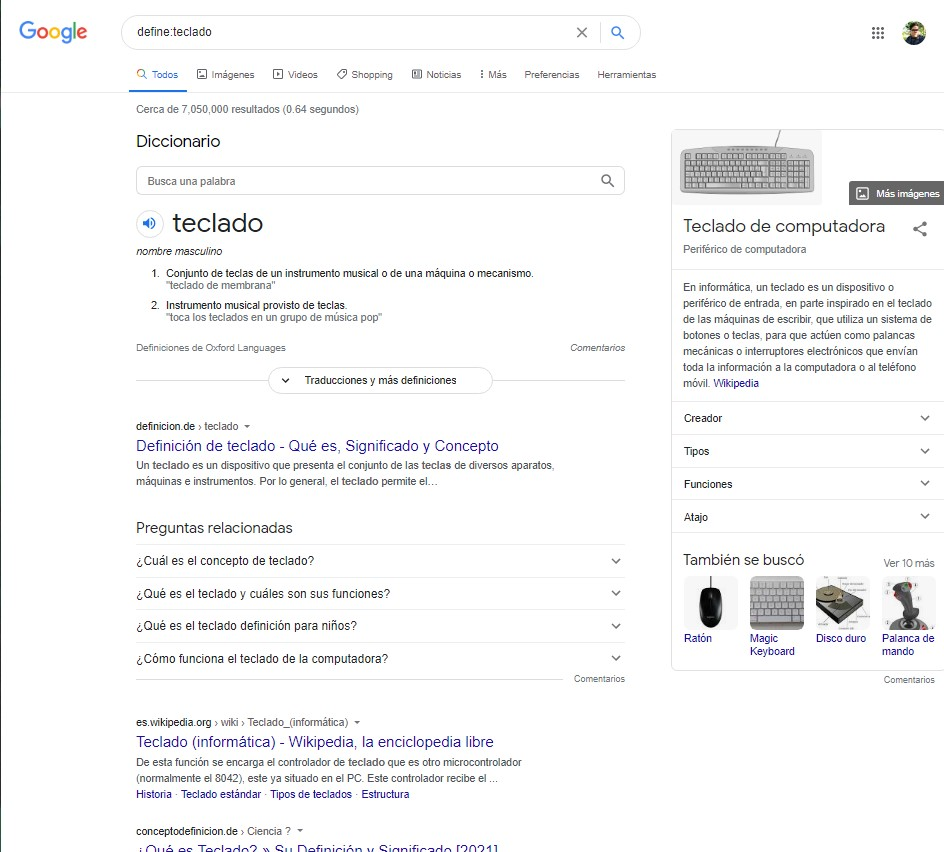 Google
define:teclado
Todos
Imágenes
Videos
Shopping
Noticias
Más
Preferencias
Herramientas
Cerca de 7,050,000 resultados (0.64 segundos)
Diccionario
Busca una palabra
teclado
nombre masculino
1. Conjunto de teclas de un instrumento musical o de una máquina o mecanismo.
"teclado de membrana"
2. Instrumento musical provisto de teclas.
"toca los teclados en un grupo de música pop"
Definiciones de Oxford Languages
Comentarios
Traducciones y más definiciones
definicion.de › teclado
Definición de teclado - Qué es, Significado y Concepto
Un teclado es un dispositivo que presenta el conjunto de las teclas de diversos aparatos,
máquinas e instrumentos. Por lo general, el teclado permite el…
Preguntas relacionadas
¿Cuál es el concepto de teclado?
¿Qué es el teclado y cuáles son sus funciones?
¿Qué es el teclado definición para niños?
¿Cómo funciona el teclado de la computadora?
Comentarios
es.wikipedia.org › wiki › Teclado_(informática)
Teclado (informática) - Wikipedia, la enciclopedia libre
De esta función se encarga el controlador de teclado que es otro microcontrolador
(normalmente el 8042), este ya situado en el PC. Este controlador recibe el ...
Historia · Teclado estándar · Tipos de teclados · Estructura
conceptodefinicion.de › Ciencia ?
¿Qué es Teclado? » Su Definición y Significado [2021]
Más imágenes
Teclado de computadora
Periférico de computadora
En informática, un teclado es un dispositivo o
periférico de entrada, en parte inspirado en el teclado
de las máquinas de escribir, que utiliza un sistema de
botones o teclas, para que actúen como palancas
mecánicas o interruptores electrónicos que envían
toda la información a la computadora o al teléfono
móvil. Wikipedia
Creador
Tipos
Funciones
Atajo
También se buscó
Ver 10 más
Ratón
Magic
Keyboard
Disco duro
Palanca de
mando
Comentarios